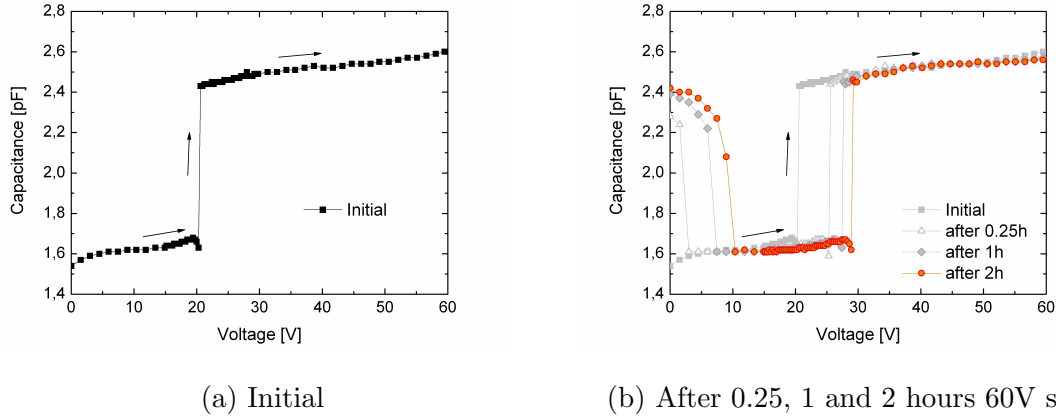 2,8
2,6
2,4
2,2
2,0
1,8
1,6
1,4
Capacitance [pF]
Initial
0 10 20 30 40 50 60
Voltage [V]
(a) Initial
2,8
2,6
2,4
2,2
2,0
1,8
1,6
1,4
Capacitance [pF]
Initial
after 0.25h
after 1h
after 2h
0 10 20 30 40 50 60
Voltage [V]
(b) After 0.25, 1 and 2 hours 60V s